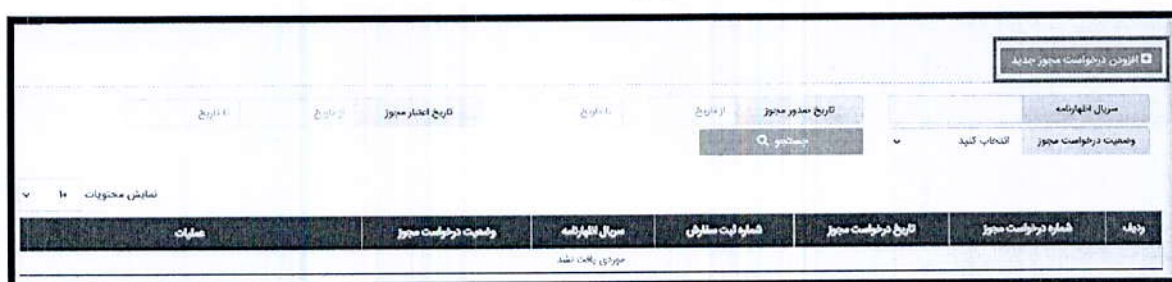 افزودن درخواست مجوز جدید
سریال اظهارنامه تاریخ صدور مجوز از تاریخ تا تاریخ تاریخ اعتبار مجوز از تاریخ تا تاریخ
وضعیت درخواست مجوز انتخاب کنید جستجو
نمایش محتویات ۱۰
ردیف شماره درخواست مجوز تاریخ درخواست مجوز شماره ثبت سفارش سریال اظهارنامه وضعیت درخواست مجوز عملیات
موردی یافت نشد